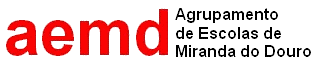 aemd
Agrupamento
de Escolas de
Miranda do Douro